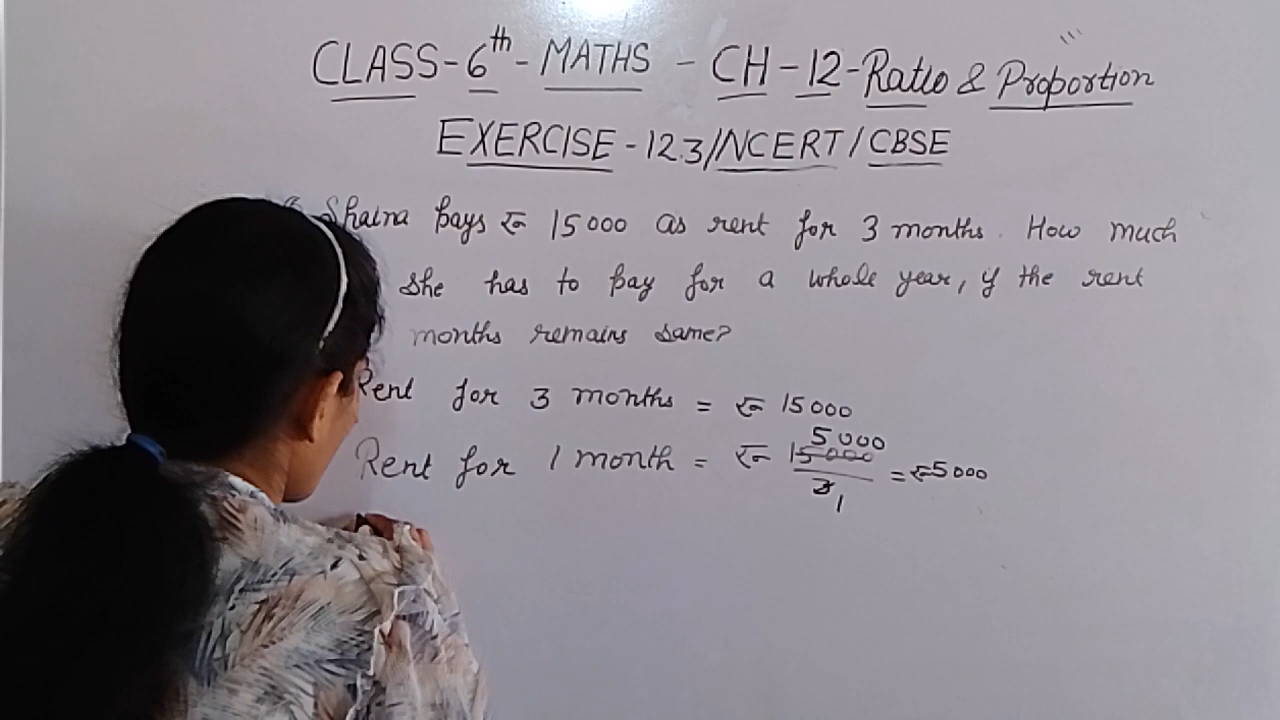 CLASS-6th-MATHS - CH-12-Ratio & Proportion
EXERCISE-12.3/NCERT/CBSE
Shaina pays रू 15000 as rent for 3 months. How much
she has to pay for a whole year, if the rent
months remains same?
Rent for 3 months = रू 15000
Rent for 1 month = रू 15000/3 5000 1 = रू5000